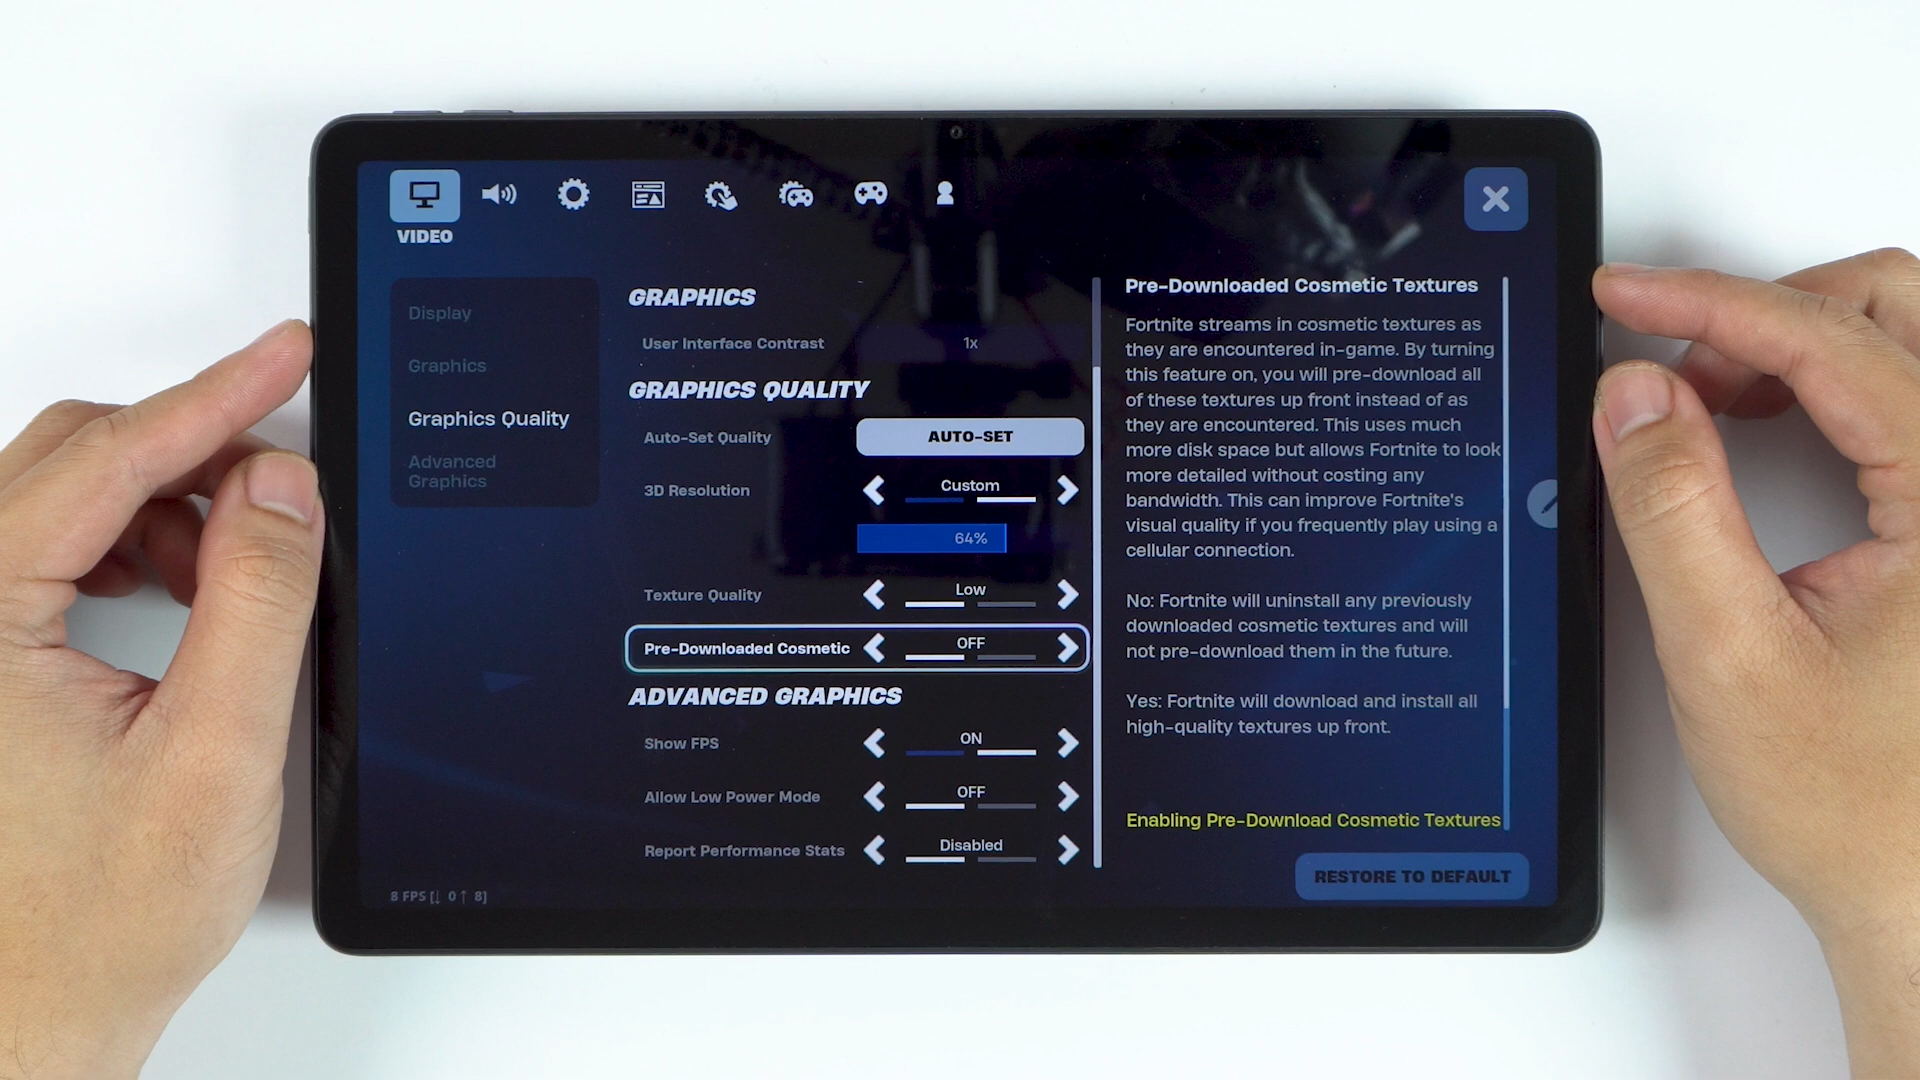 VIDEO
Display
Graphics
Graphics Quality
Advanced
Graphics
GRAPHICS
User Interface Contrast 1x
GRAPHICS QUALITY
Auto-Set Quality AUTO-SET
3D Resolution Custom
64%
Texture Quality Low
Pre-Downloaded Cosmetic OFF
ADVANCED GRAPHICS
Show FPS ON
Allow Low Power Mode OFF
Report Performance Stats Disabled
Pre-Downloaded Cosmetic Textures
Fortnite streams in cosmetic textures as
they are encountered in-game. By turning
this feature on, you will pre-download all
of these textures up front instead of as
they are encountered. This uses much
more disk space but allows Fortnite to look
more detailed without costing any
bandwidth. This can improve Fortnite's
visual quality if you frequently play using a
cellular connection.
No: Fortnite will uninstall any previously
downloaded cosmetic textures and will
not pre-download them in the future.
Yes: Fortnite will download and install all
high-quality textures up front.
Enabling Pre-Download Cosmetic Textures
RESTORE TO DEFAULT
8 FPS [↓ 0 ↑ 8]